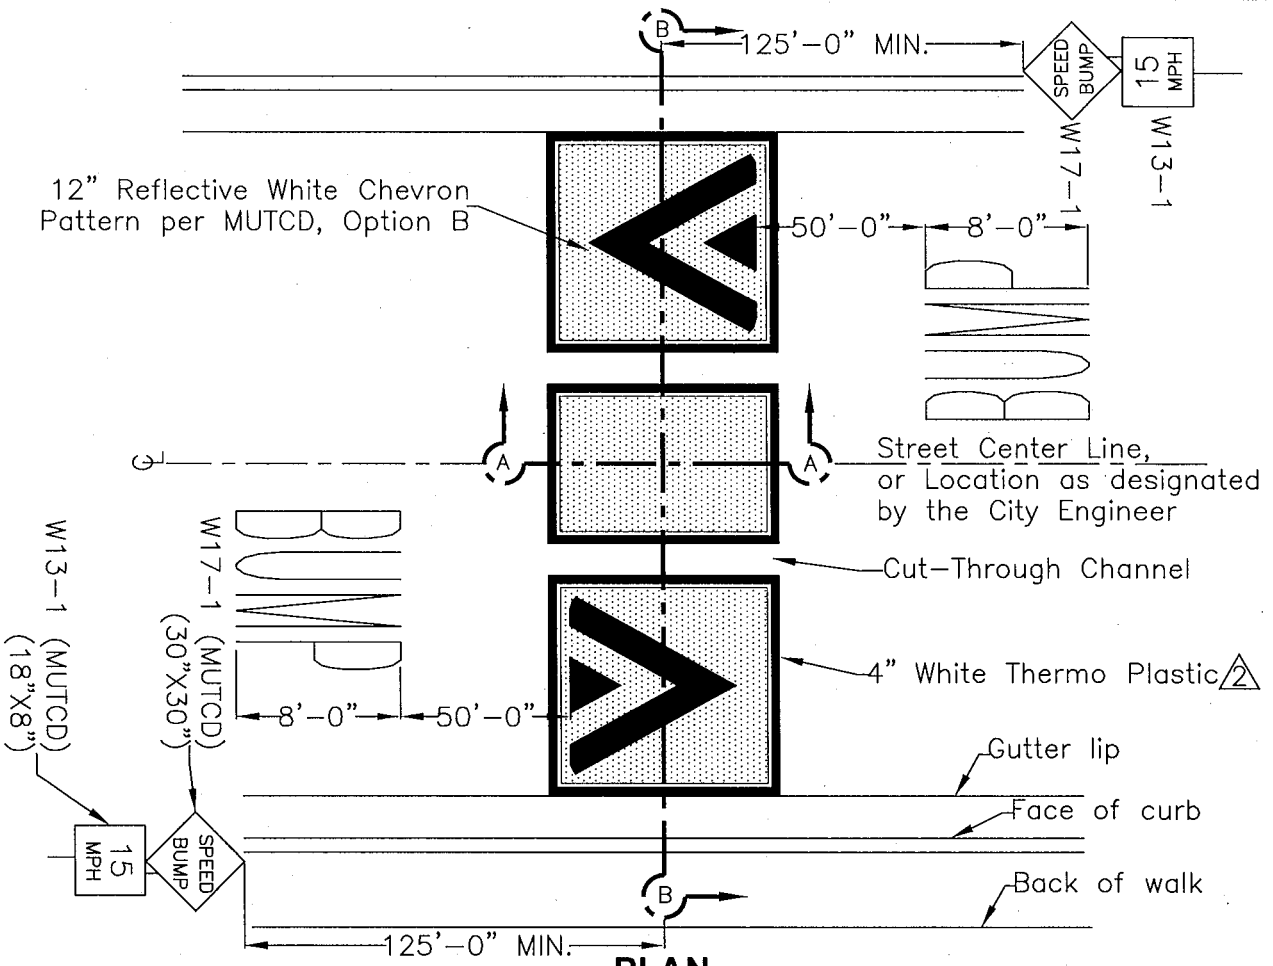 B
125'-0" MIN.
SPEED
BUMP
15
MPH
W17-1
W13-1
12" Reflective White Chevron
Pattern per MUTCD, Option B
50'-0"
8'-0"
BUMP
A
A
Street Center Line,
or Location as designated
by the City Engineer
CL
W13-1 (MUTCD)
(18"X8")
W17-1 (MUTCD)
(30"X30")
BUMP
Cut-Through Channel
4" White Thermo Plastic 2
8'-0"
50'-0"
Gutter lip
Face of curb
15
MPH
SPEED
BUMP
B
Back of walk
125'-0" MIN.
PLAN